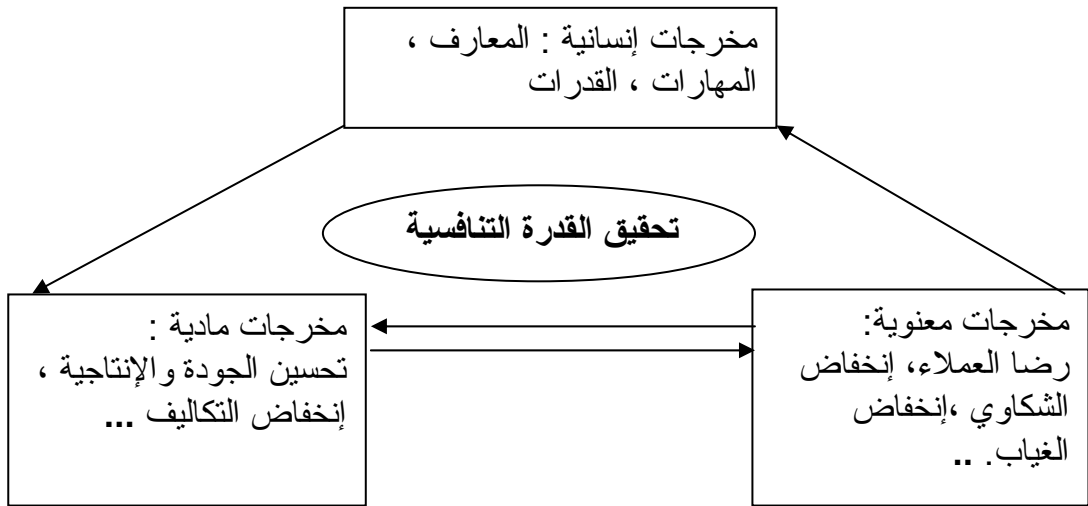 مخرجات إنسانية : المعارف ،
المهارات ، القدرات
تحقيق القدرة التنافسية
مخرجات معنوية:
رضا العملاء، إنخفاض
الشكاوي ،إنخفاض
الغياب. ..
مخرجات مادية :
تحسين الجودة والإنتاجية ،
إنخفاض التكاليف ...